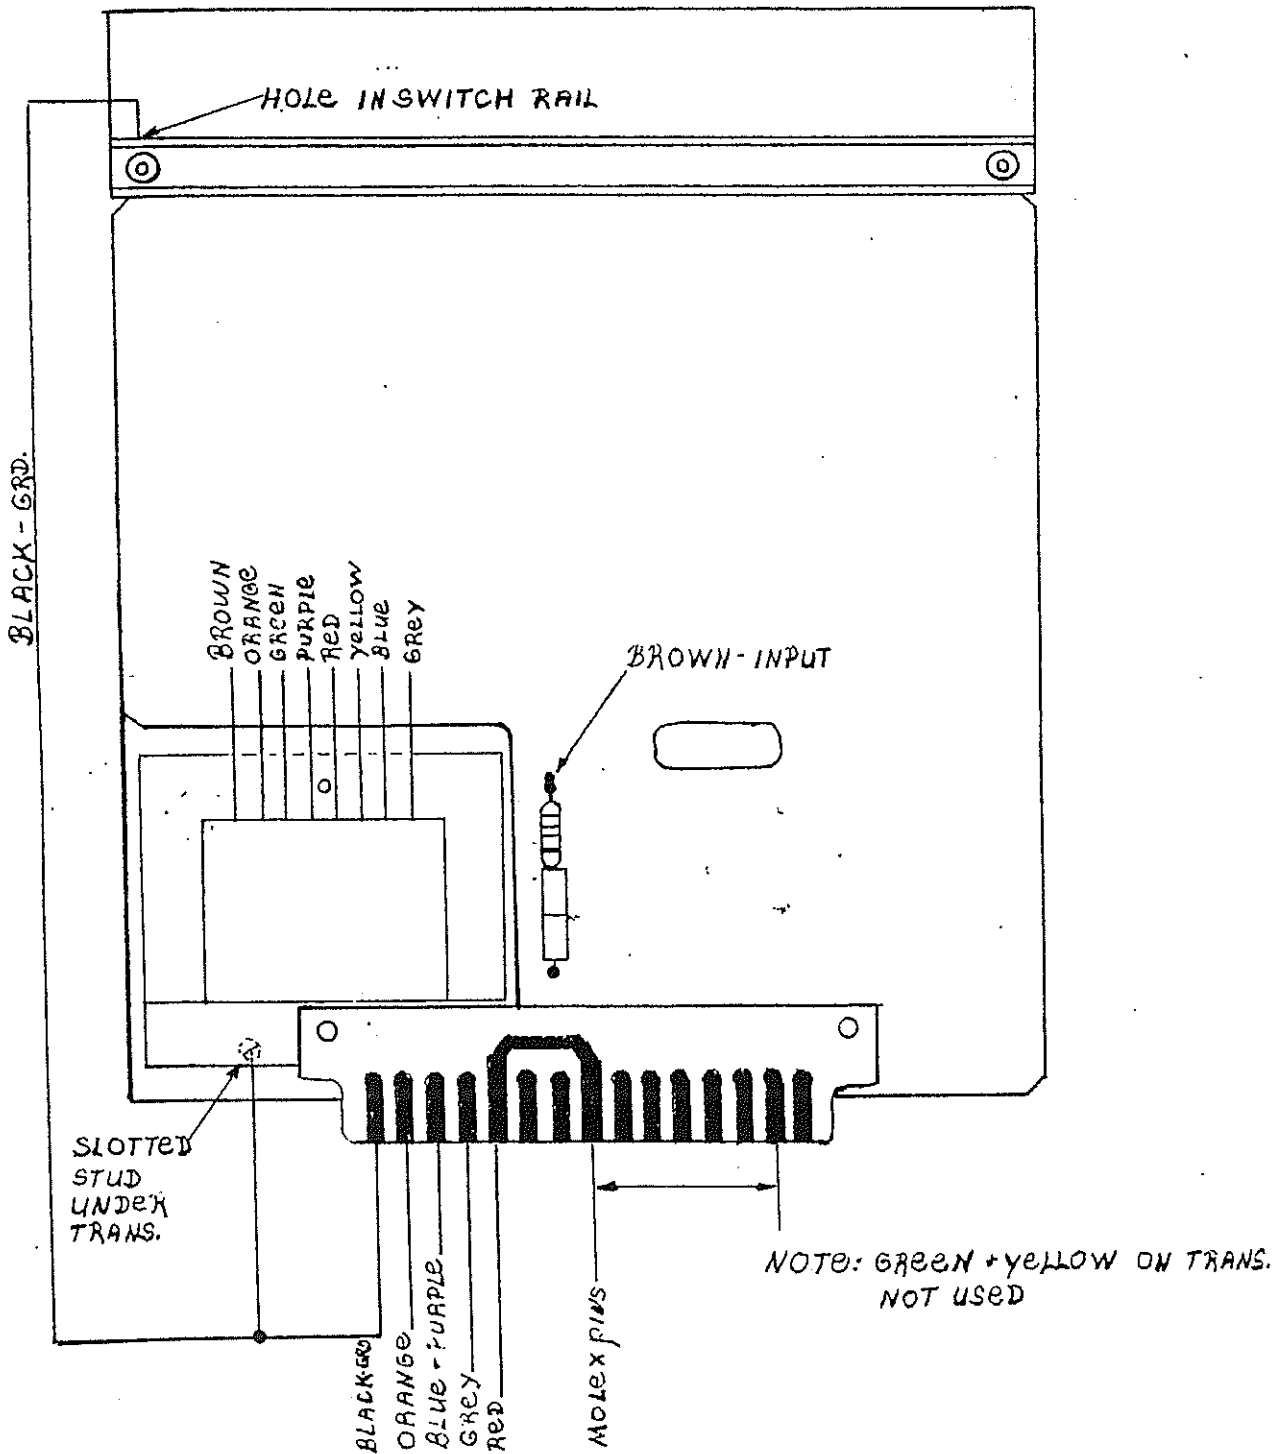 HOLe IN SWITCH RAIL
BLACK - GRD.
BROWN
ORANGe
GReeN
PURPLe
ReD
YeLLOW
BLUe
GReY
BROWN - INPUT
SLOTTeD
STUD
UNDeR
TRANS.
NOTe: GReeN + YeLLOW ON TRANS.
NOT USeD
BLACK-GRD
ORANGe
BLUe + PURPLe
GReY
ReD
MOLeX PINS